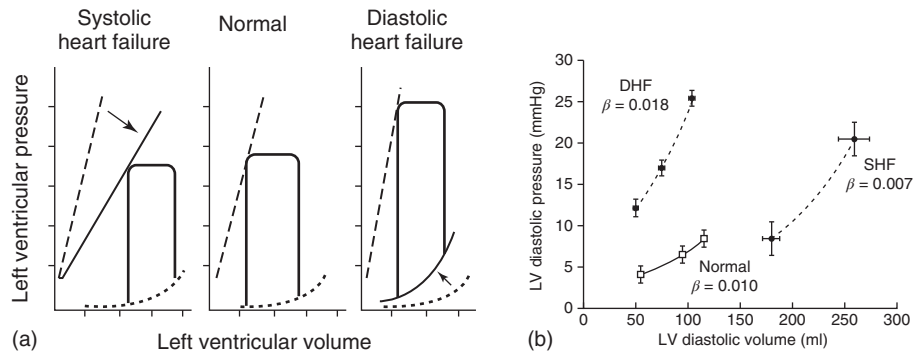 Systolic
heart failure
Normal
Diastolic
heart failure
Left ventricular pressure
Left ventricular volume
(a)
LV diastolic pressure (mmHg)
30
25
20
15
10
5
0
DHF
β = 0.018
SHF
β = 0.007
Normal
β = 0.010
0 50 100 150 200 250 300
LV diastolic volume (ml)
(b)